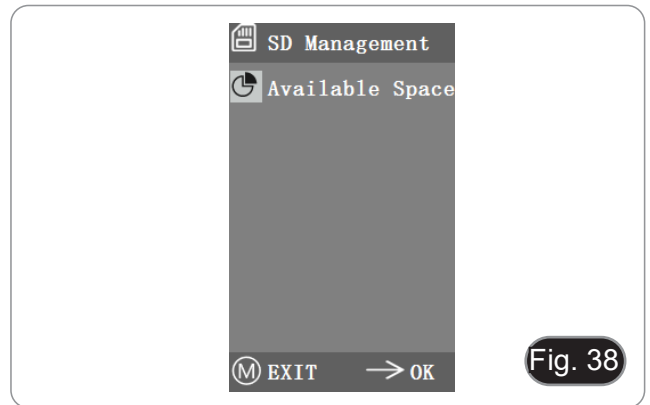 SD Management
Available Space
M EXIT → OK
Fig. 38